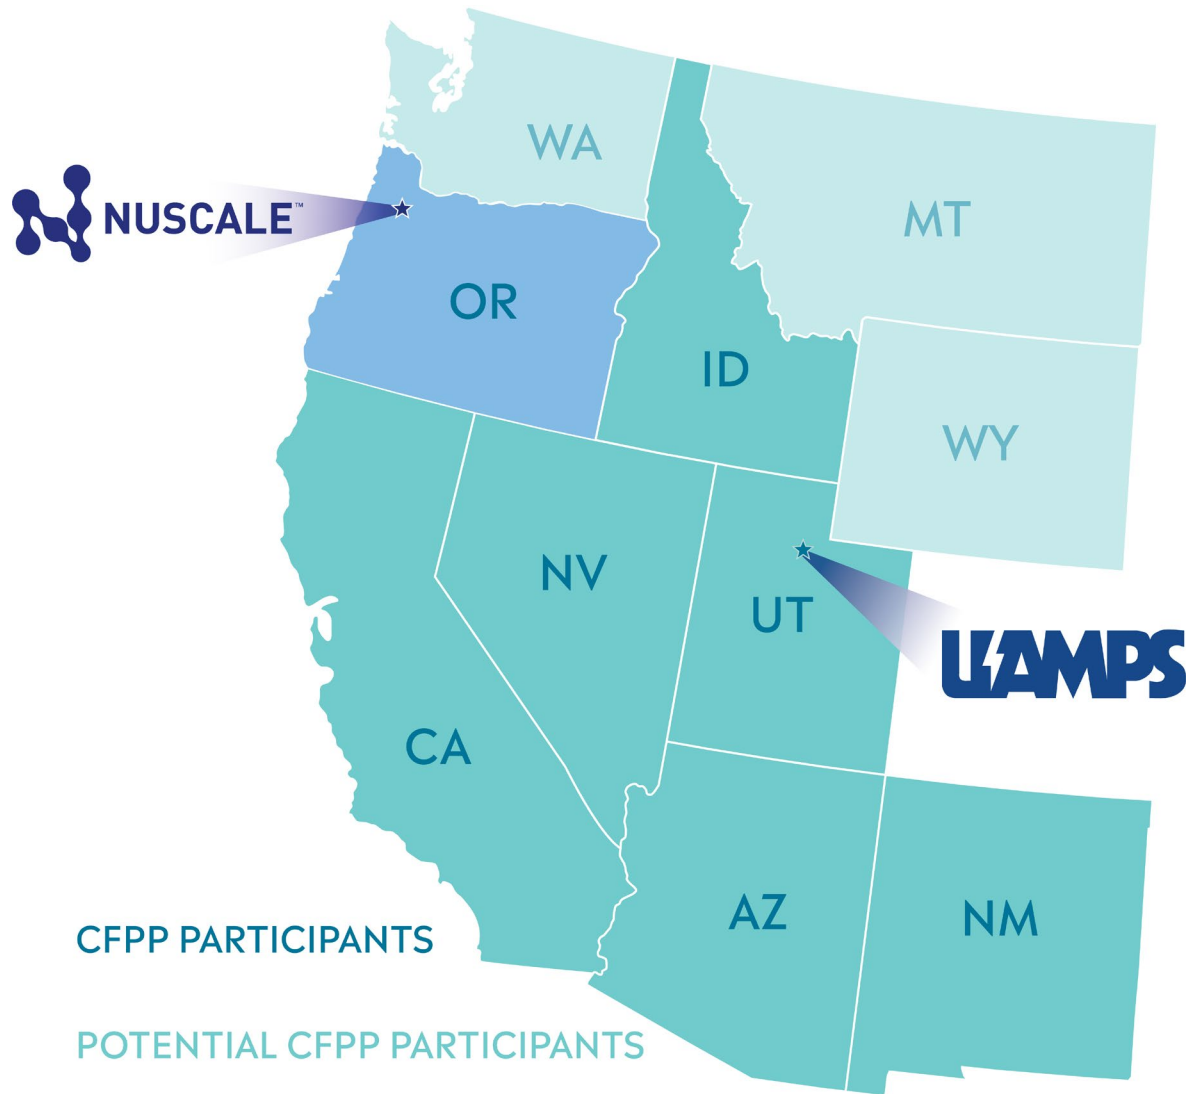 WA
MT
NUSCALE™
OR
ID
WY
NV
UT
UAMPS
CA
AZ
NM
CFPP PARTICIPANTS
POTENTIAL CFPP PARTICIPANTS